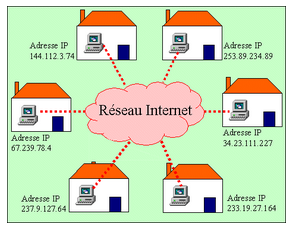 Adresse IP
144.112.3.74
Adresse IP
253.89.234.89
Réseau Internet
Adresse IP
67.239.78.4
Adresse IP
34.23.111.227
Adresse IP
237.9.127.64
Adresse IP
233.19.27.164